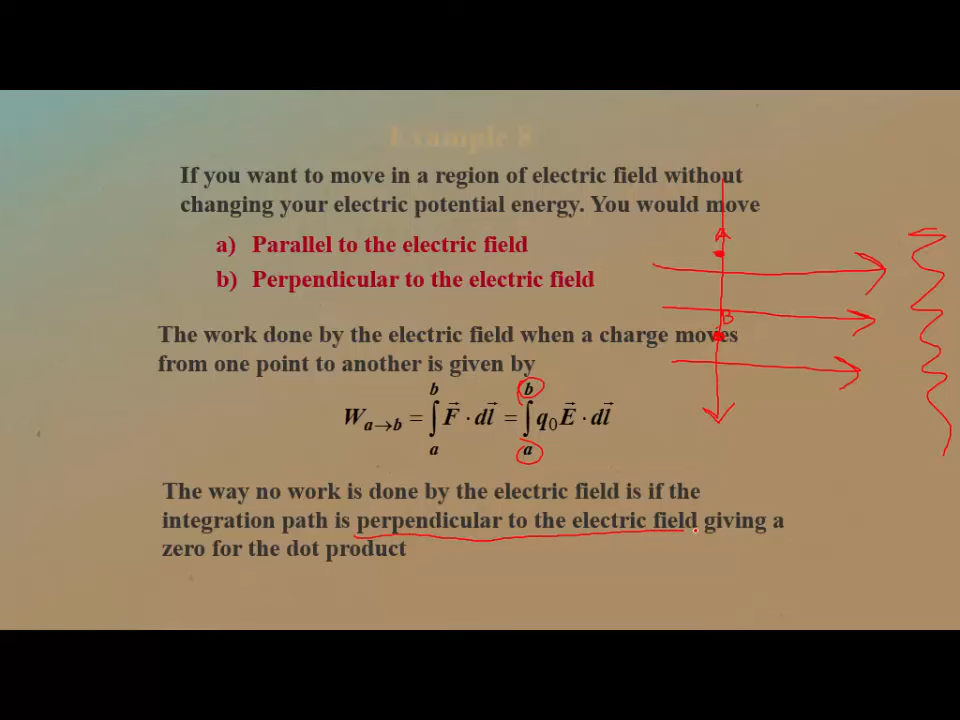 Example 8
If you want to move in a region of electric field without
changing your electric potential energy. You would move
a) Parallel to the electric field
b) Perpendicular to the electric field
A
B
The work done by the electric field when a charge moves
from one point to another is given by
W_{a→b} = ∫_a^b F⃗ · dl⃗ = ∫_a^b q₀E⃗ · dl⃗
The way no work is done by the electric field is if the
integration path is perpendicular to the electric field giving a
zero for the dot product